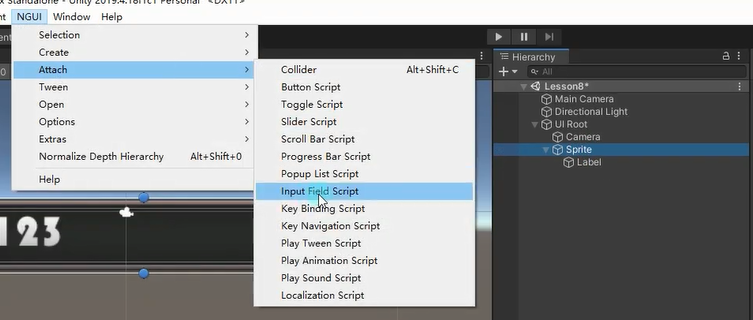 Standalone - Unity 2019.4.18f1c1 Personal <DX11>
NGUI Window Help
Selection
Create
Attach
Tween
Open
Options
Extras
Normalize Depth Hierarchy Alt+Shift+0
Help
Collider Alt+Shift+C
Button Script
Toggle Script
Slider Script
Scroll Bar Script
Progress Bar Script
Popup List Script
Input Field Script
Key Binding Script
Key Navigation Script
Play Tween Script
Play Animation Script
Play Sound Script
Localization Script
123
Hierarchy
All
Lesson8*
Main Camera
Directional Light
UI Root
Camera
Sprite
Label